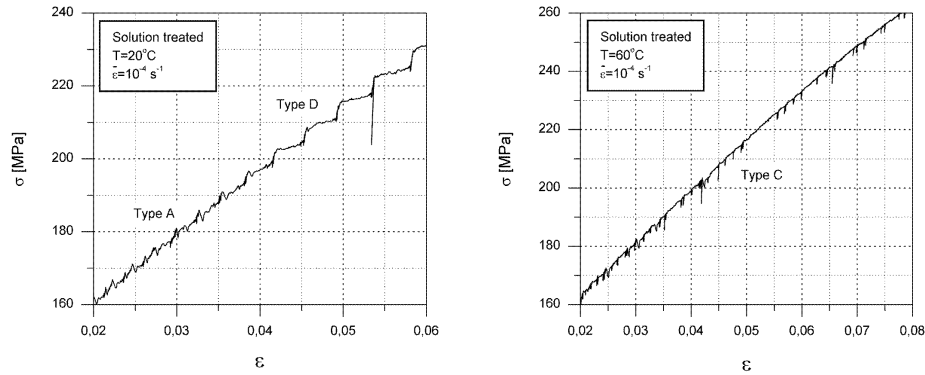 260
240
220
200
180
160
σ [MPa]
Solution treated
T=20°C
ε̄=10⁻⁴ s⁻¹
Type D
Type A
0,02 0,03 0,04 0,05 0,06
ε
260
240
220
200
180
160
σ [MPa]
Solution treated
T=60°C
ε̄=10⁻⁴ s⁻¹
Type C
0,02 0,03 0,04 0,05 0,06 0,07 0,08
ε